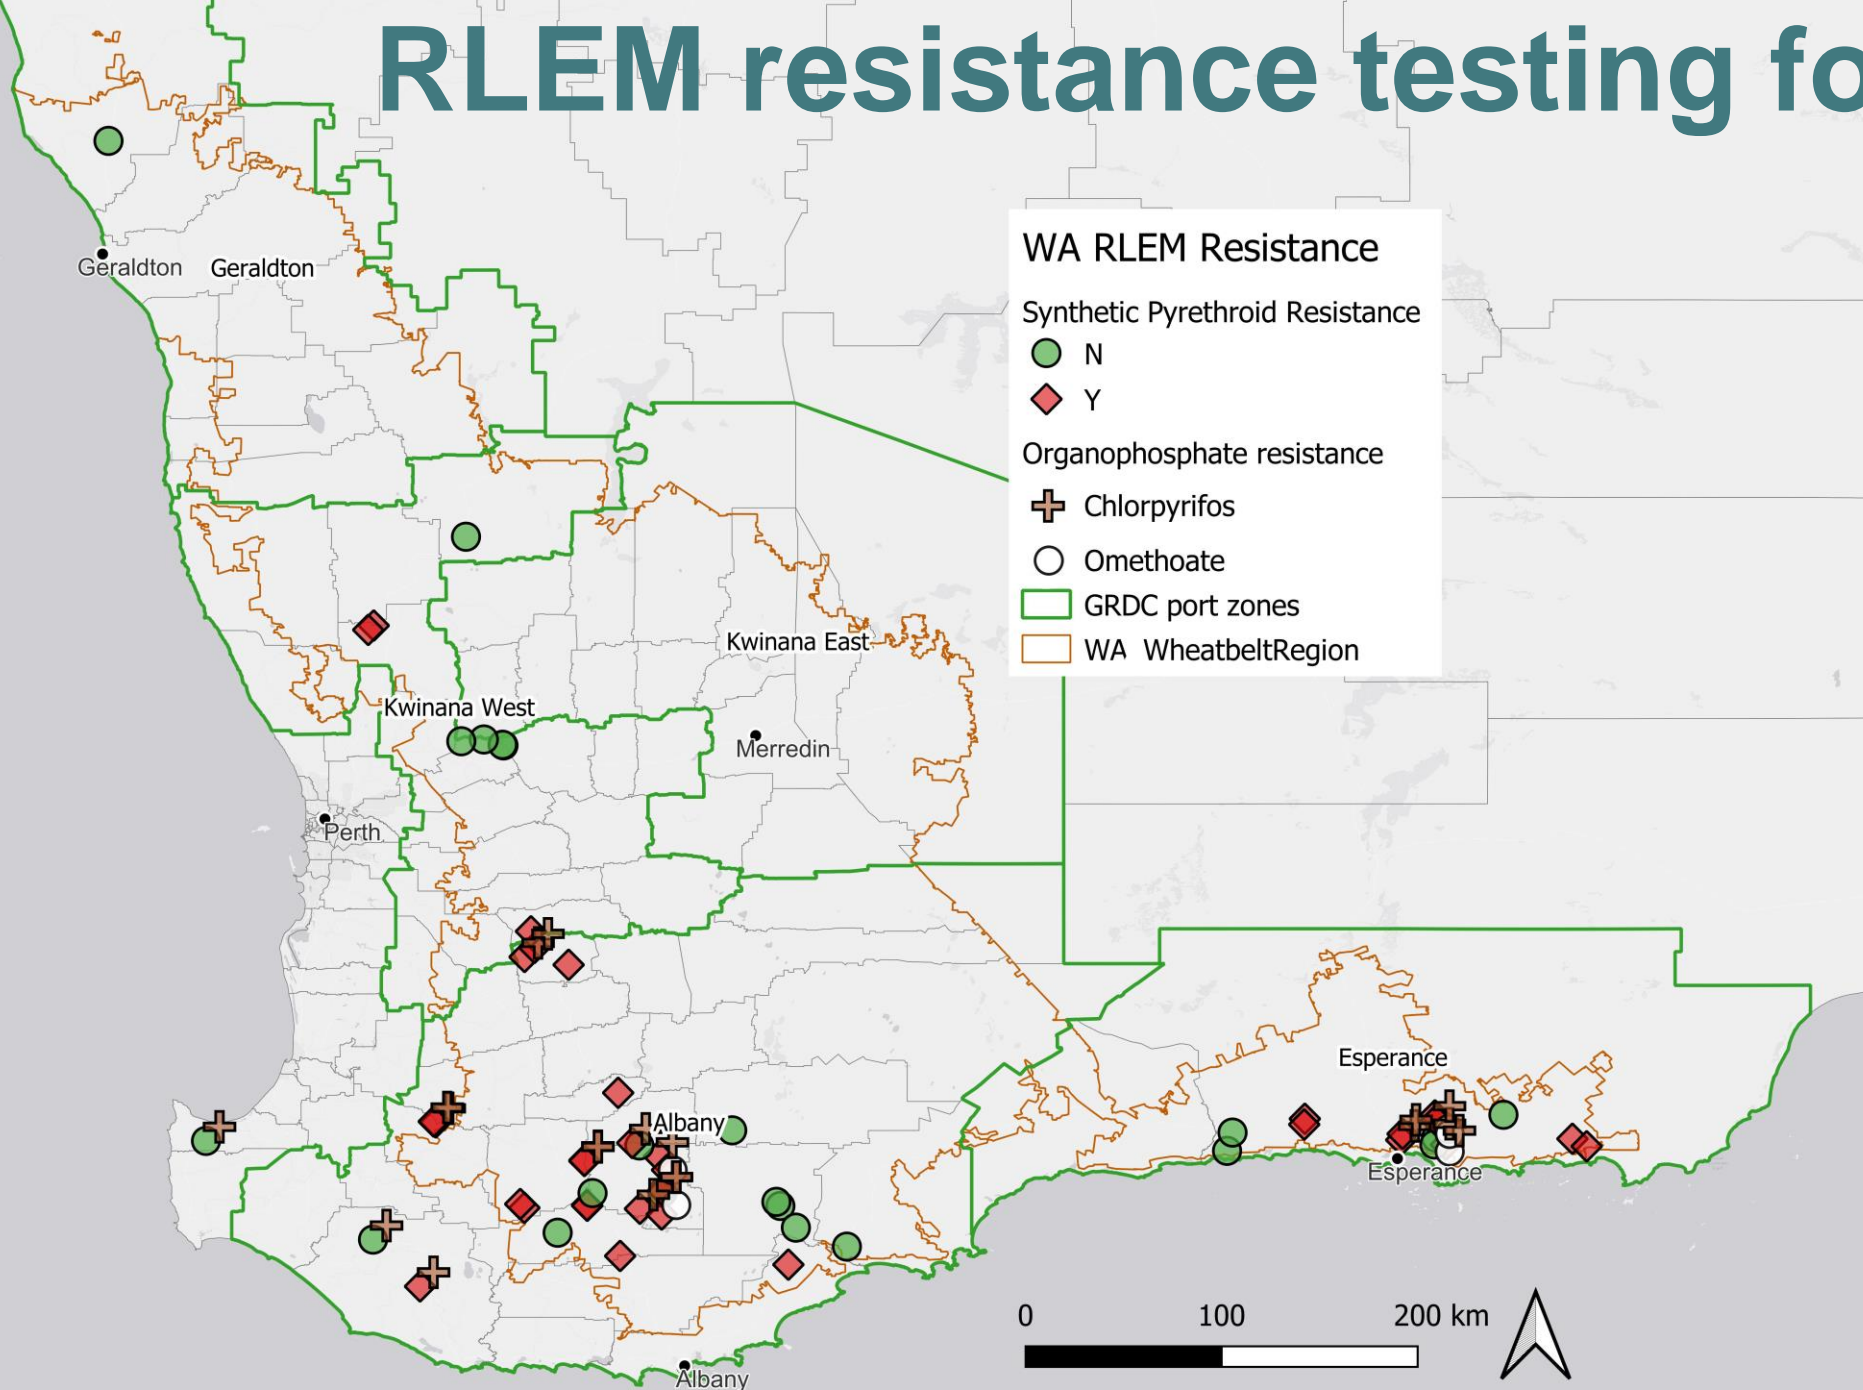 RLEM resistance testing fo
Geraldton
Geraldton
WA RLEM Resistance
Synthetic Pyrethroid Resistance
N
Y
Organophosphate resistance
Chlorpyrifos
Omethoate
GRDC port zones
WA WheatbeltRegion
Kwinana East
Kwinana West
Merredin
Perth
Esperance
Albany
Esperance
0 100 200 km
Albany